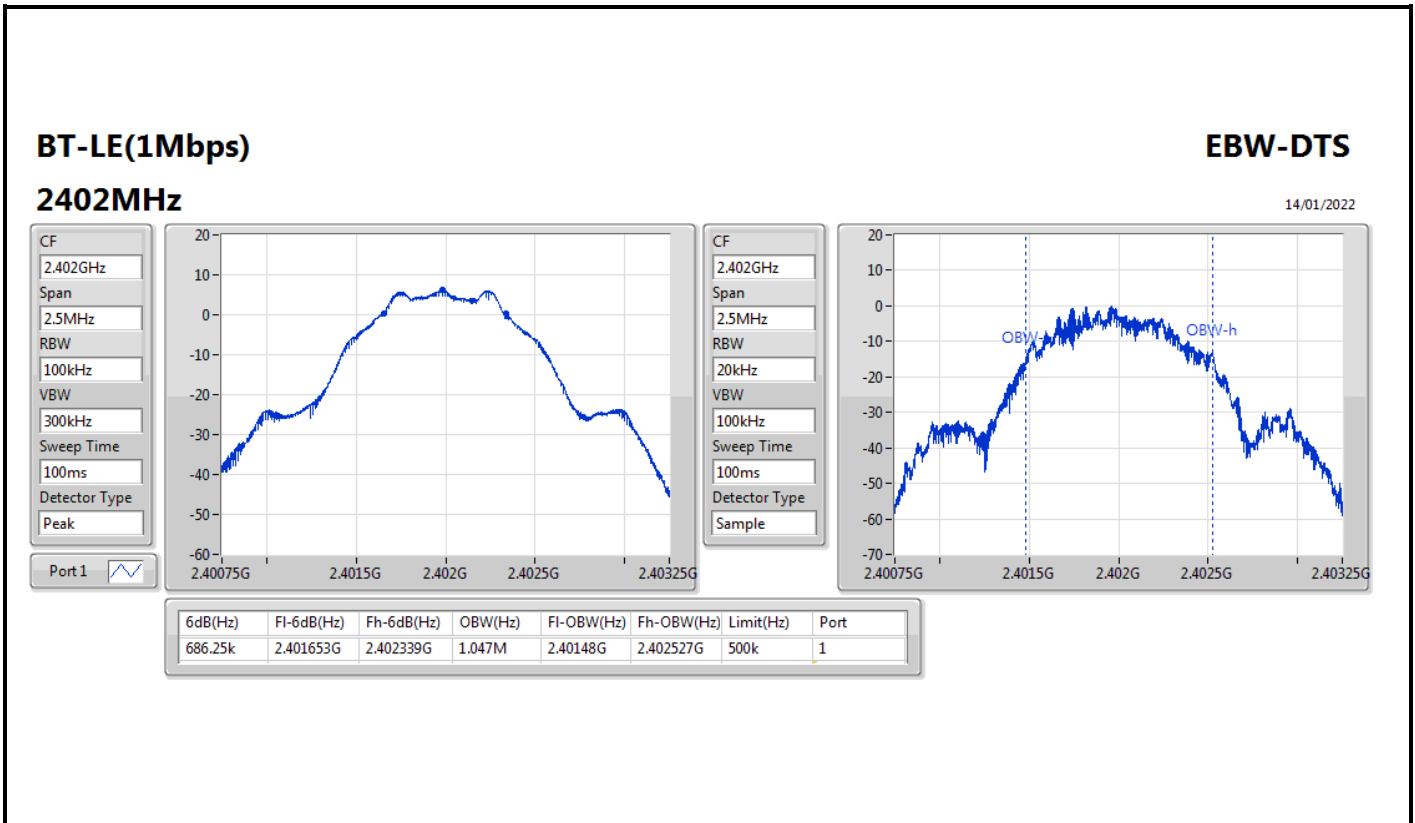 BT-LE(1Mbps)
EBW-DTS
2402MHz
14/01/2022
CF
2.402GHz
Span
2.5MHz
RBW
100kHz
VBW
300kHz
Sweep Time
100ms
Detector Type
Peak
Port 1
20
10
0
-10
-20
-30
-40
-50
-60
2.40075G 2.4015G 2.402G 2.4025G 2.40325G
CF
2.402GHz
Span
2.5MHz
RBW
20kHz
VBW
100kHz
Sweep Time
100ms
Detector Type
Sample
20
10
0
-10
-20
-30
-40
-50
-60
-70
OBW-
OBW-h
2.40075G 2.4015G 2.402G 2.4025G 2.40325G
6dB(Hz) Fl-6dB(Hz) Fh-6dB(Hz) OBW(Hz) Fl-OBW(Hz) Fh-OBW(Hz) Limit(Hz) Port
686.25k 2.401653G 2.402339G 1.047M 2.40148G 2.402527G 500k 1